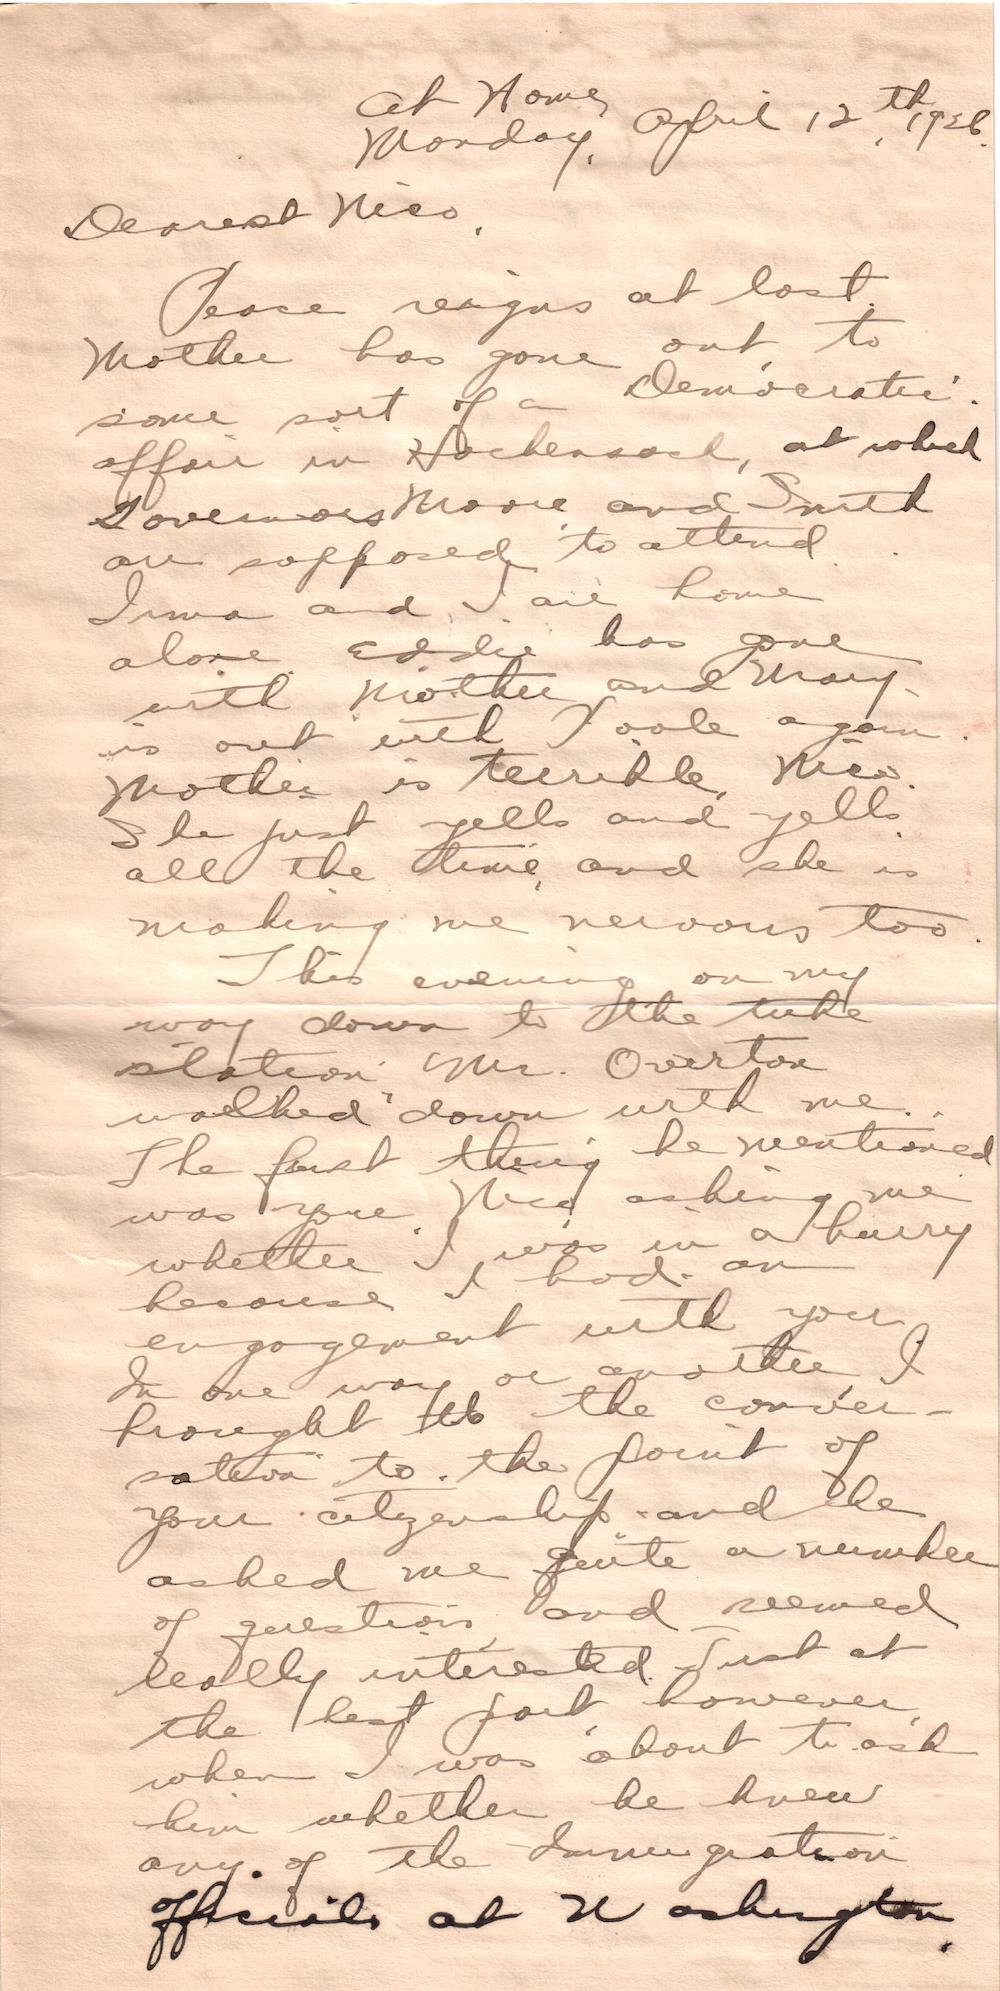 At Home,
Monday, April 12th, 1926.
Dearest Nico,
Peace reigns at last.
Mother has gone out to
some sort of a Democratic
affair in Hackensack, at which
Governors Moore and Smith
are supposed to attend.
Irma and I are home
alone. Eddie has gone
with Mother and Mary
is out with Toole again.
Mother is terrible, Nico.
She just yells and yells
all the time, and she is
making me nervous too.
This evening on my
way down to the tube
station Mr. Overton
walked down with me.
The first thing he mentioned
was you, Nico, asking me
whether I was in a hurry
because I had an
engagement with you.
In one way or another I
brought the conver-
sation to the point of
your citizenship and he
asked me quite a number
of question, and seemed
really interested. Just at
the best part however,
when I was about to ask
him whether he knew
any of the Immigration
officials at Washington,